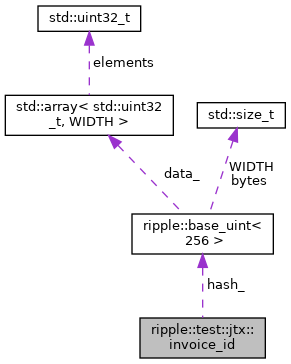 std::uint32_t
elements
std::array< std::uint32
_t, WIDTH >
std::size_t
data_
WIDTH
bytes
ripple::base_uint<
256 >
hash_
ripple::test::jtx::
invoice_id